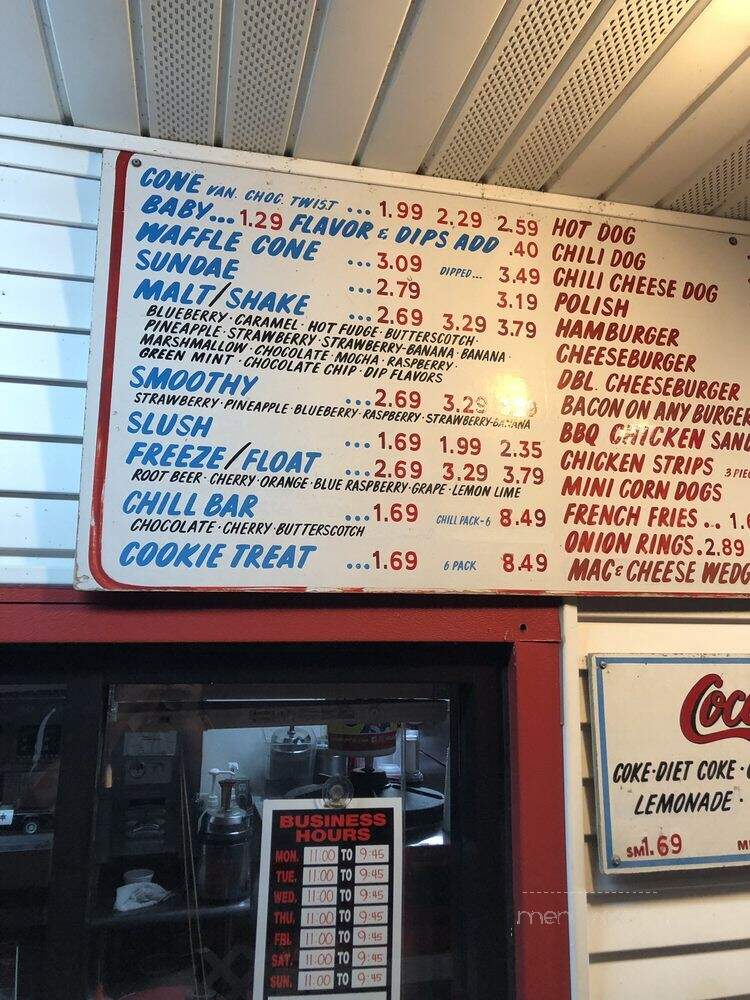 CONE VAN. CHOC. TWIST ... 1.99 2.29 2.59
BABY... 1.29 FLAVOR & DIPS ADD .40
WAFFLE CONE ... 3.09 DIPPED... 3.49
SUNDAE ... 2.79 3.19
MALT/SHAKE ... 2.69 3.29 3.79
BLUEBERRY · CARAMEL · HOT FUDGE · BUTTERSCOTCH ·
PINEAPPLE · STRAWBERRY · STRAWBERRY-BANANA · BANANA ·
MARSHMALLOW · CHOCOLATE · MOCHA · RASPBERRY ·
GREEN MINT · CHOCOLATE CHIP · DIP FLAVORS
SMOOTHY ... 2.69 3.29
STRAWBERRY · PINEAPPLE · BLUEBERRY · RASPBERRY · STRAWBERRY-BANANA
SLUSH ... 1.69 1.99 2.35
FREEZE/FLOAT ... 2.69 3.29 3.79
ROOT BEER · CHERRY · ORANGE · BLUE RASPBERRY · GRAPE · LEMON LIME
CHILL BAR ... 1.69 CHILL PACK-6 8.49
CHOCOLATE · CHERRY · BUTTERSCOTCH
COOKIE TREAT ... 1.69 6 PACK 8.49
HOT DOG
CHILI DOG
CHILI CHEESE DOG
POLISH
HAMBURGER
CHEESEBURGER
DBL. CHEESEBURGER
BACON ON ANY BURGER
BBQ CHICKEN SAN
CHICKEN STRIPS 3 PIE
MINI CORN DOGS
FRENCH FRIES ... 1.
ONION RINGS . 2.89
MAC & CHEESE WEDG
Coc
COKE · DIET COKE ·
LEMONADE ·
SM 1.69
BUSINESS
HOURS
MON. 11:00 TO 9:45
TUE. 11:00 TO 9:45
WED. 11:00 TO 9:45
THU. 11:00 TO 9:45
FRI. 11:00 TO 9:45
SAT. 11:00 TO 9:45
SUN. 11:00 TO 9:45